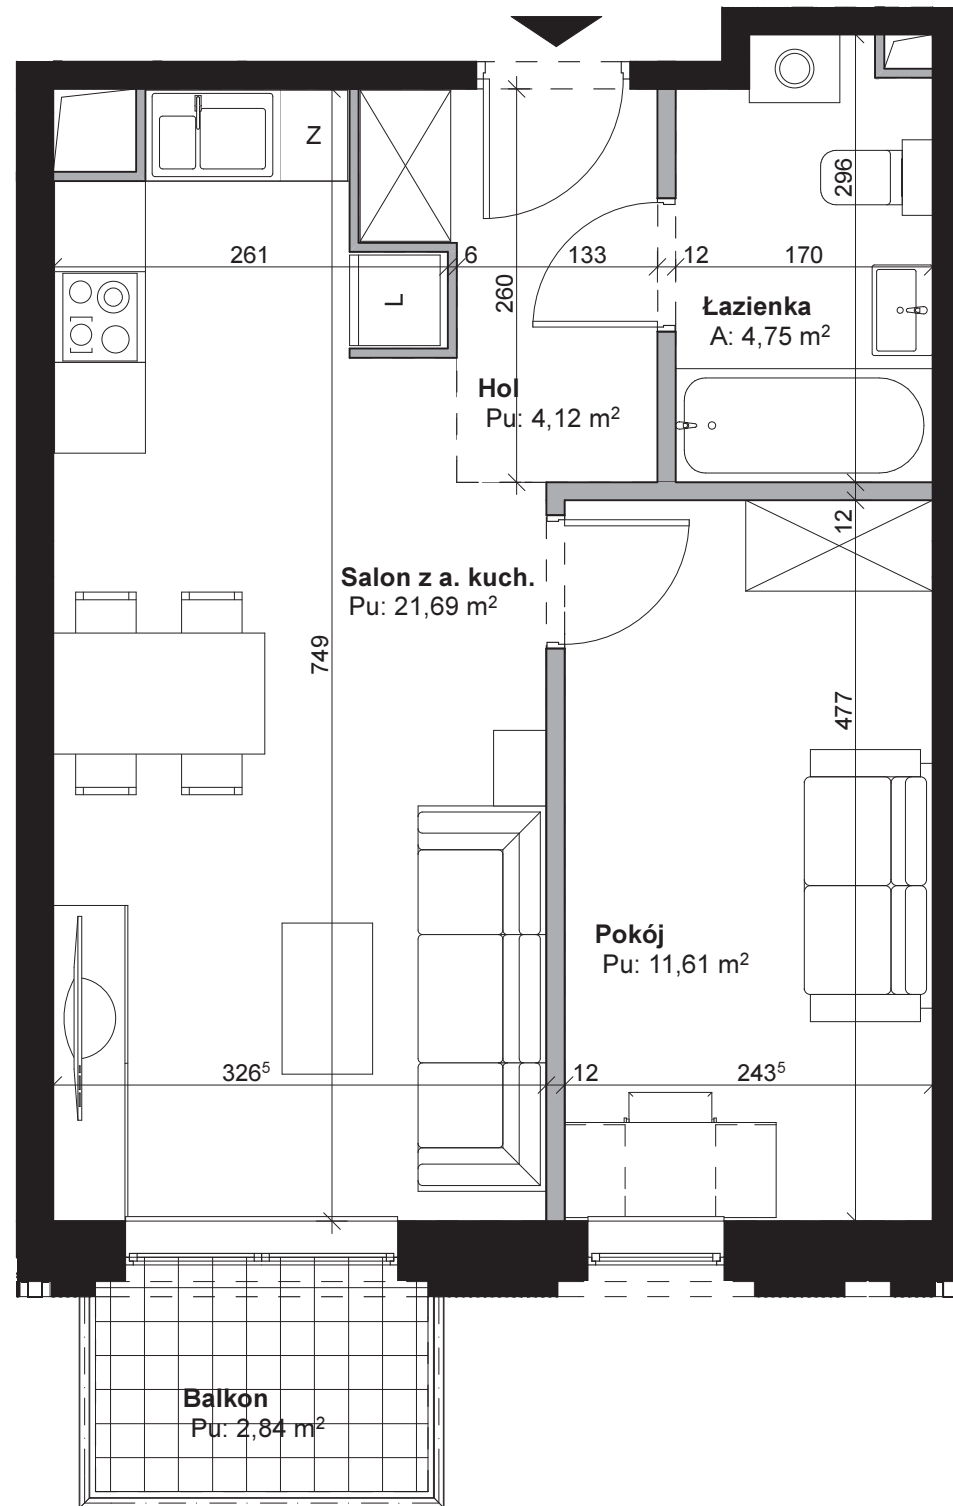 Z
296
261
6
133
12
170
260
L
Łazienka
A: 4,75 m²
Hol
Pu: 4,12 m²
12
Salon z a. kuch.
Pu: 21,69 m²
749
477
Pokój
Pu: 11,61 m²
326⁵
12
243⁵
Balkon
Pu: 2,84 m²